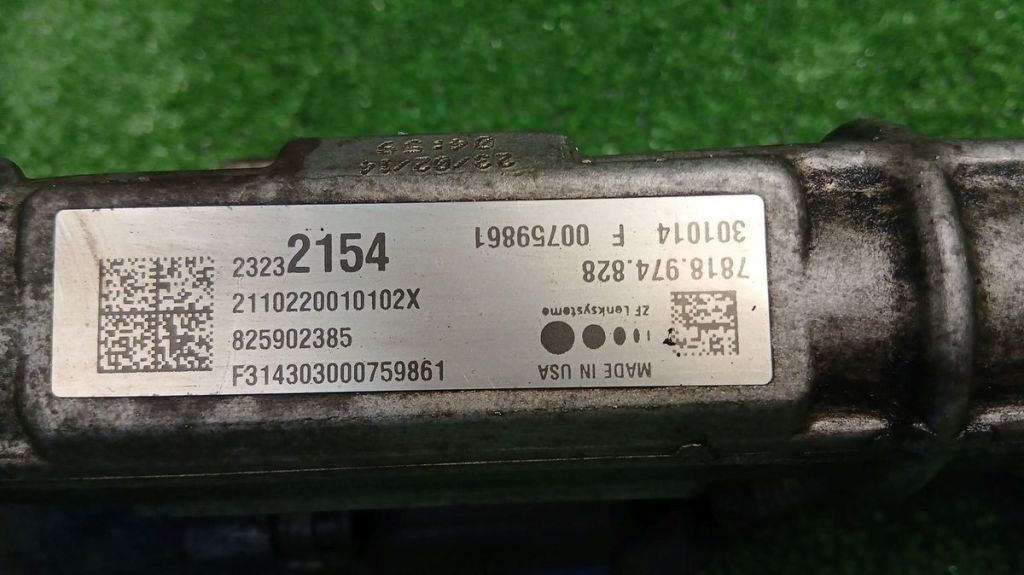 23232154
2110220010102X
825902385
F314303000759861
301014 F 00759861
7818.974.828
ZF Lenksysteme
MADE IN USA